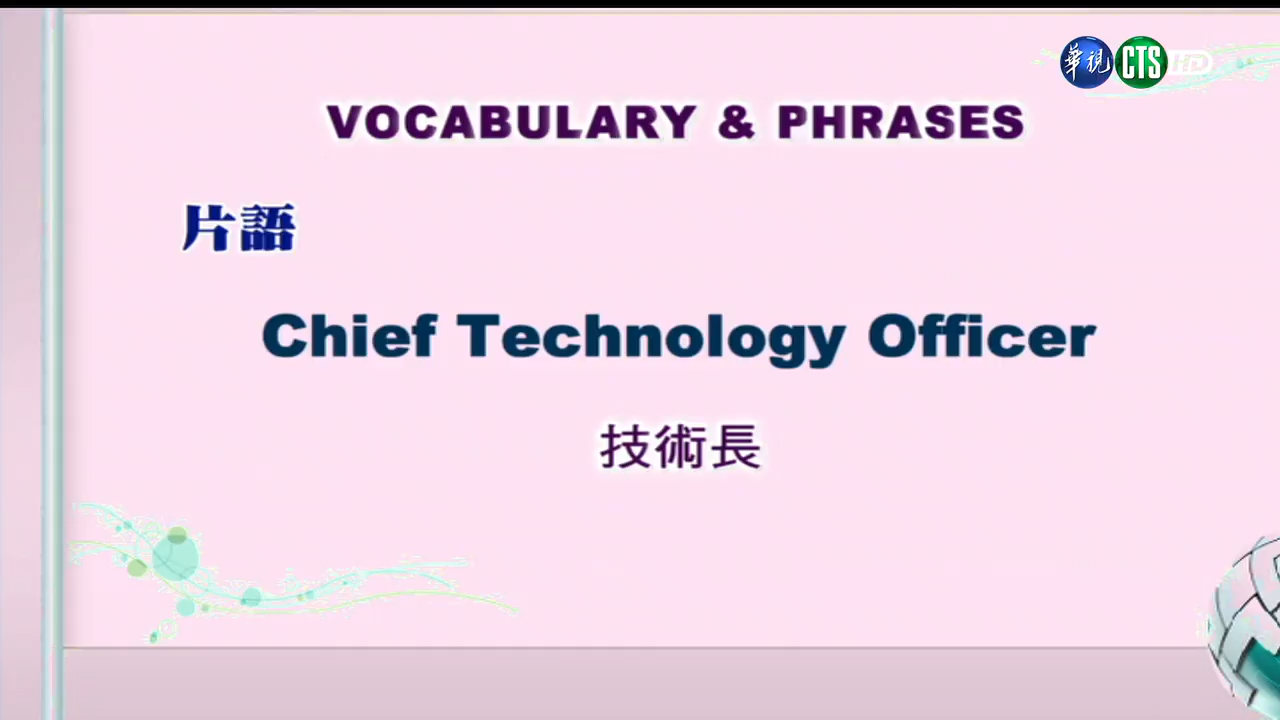 華視 CTS HD
VOCABULARY & PHRASES
片語
Chief Technology Officer
技術長